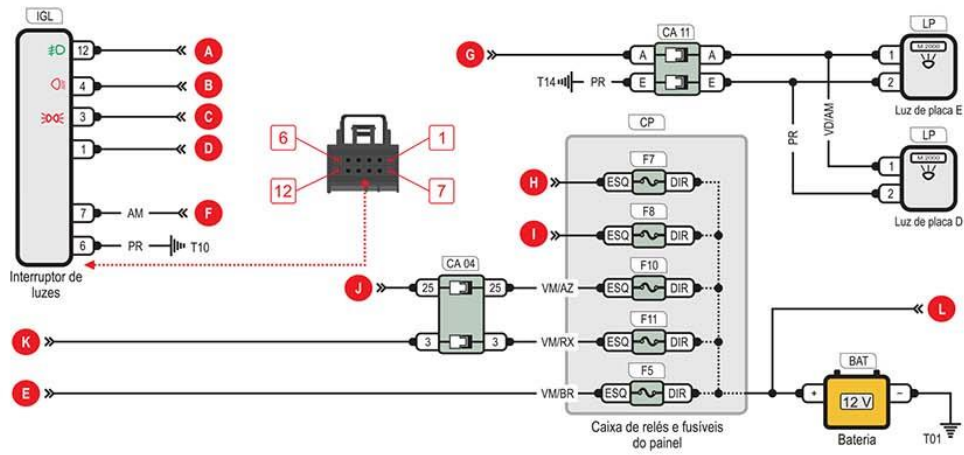 IGL
12
A
4
B
3
C
1
D
7
AM
F
6
PR
T10
Interruptor de
luzes
6
1
12
7
G
CA 11
A
A
T14
PR
E
E
PR
VD/AM
LP
1
M 2000
2
Luz de placa E
LP
1
M 2000
2
Luz de placa D
CP
F7
H
ESQ
DIR
F8
I
ESQ
DIR
F10
J
CA 04
25
25
VM/AZ
ESQ
DIR
F11
K
3
3
VM/RX
ESQ
DIR
F5
E
VM/BR
ESQ
DIR
Caixa de relés e fusíveis
do painel
L
BAT
+
12 V
−
Bateria
T01